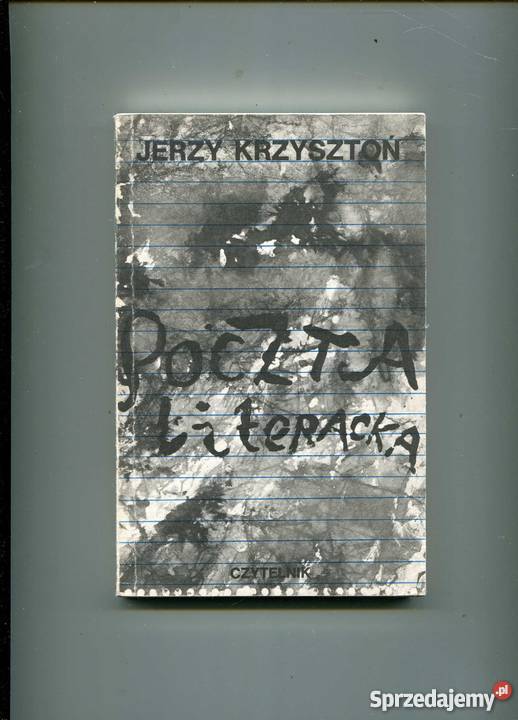 JERZY KRZYSZTOŃ
POCZTA
LiteRACKA
CZYTELNIK
Sprzedajemy.pl